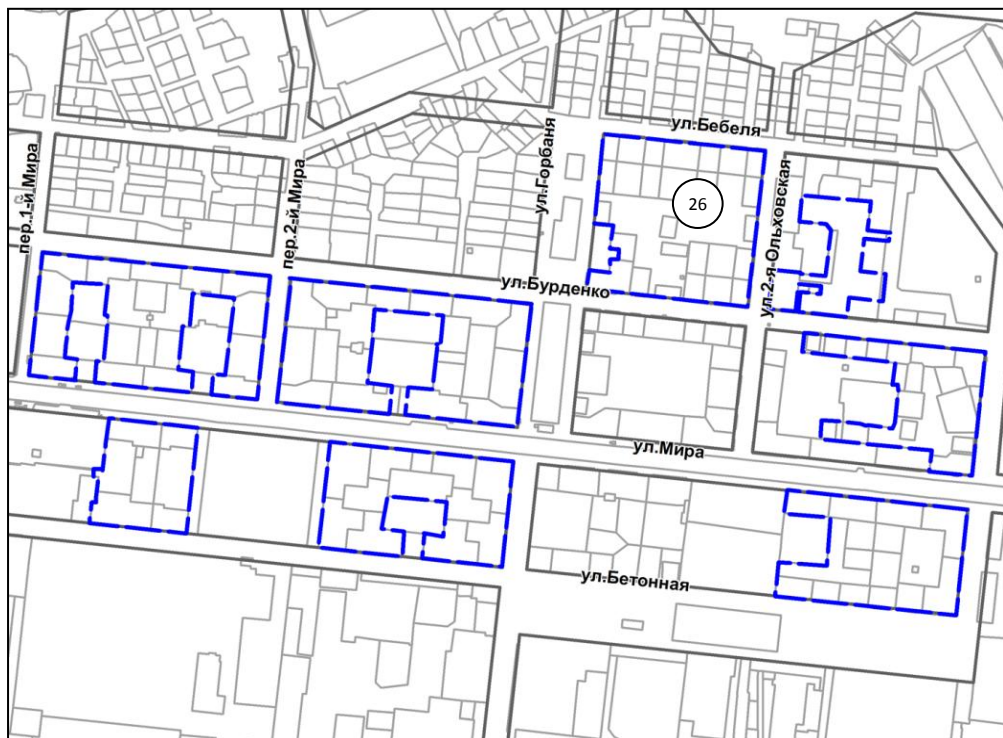 ул.Бебеля
пер.1-й Мира
пер.2-й Мира
ул.Горбаня
ул.2-я Ольховская
26
ул.Бурденко
ул.Мира
ул.Бетонная